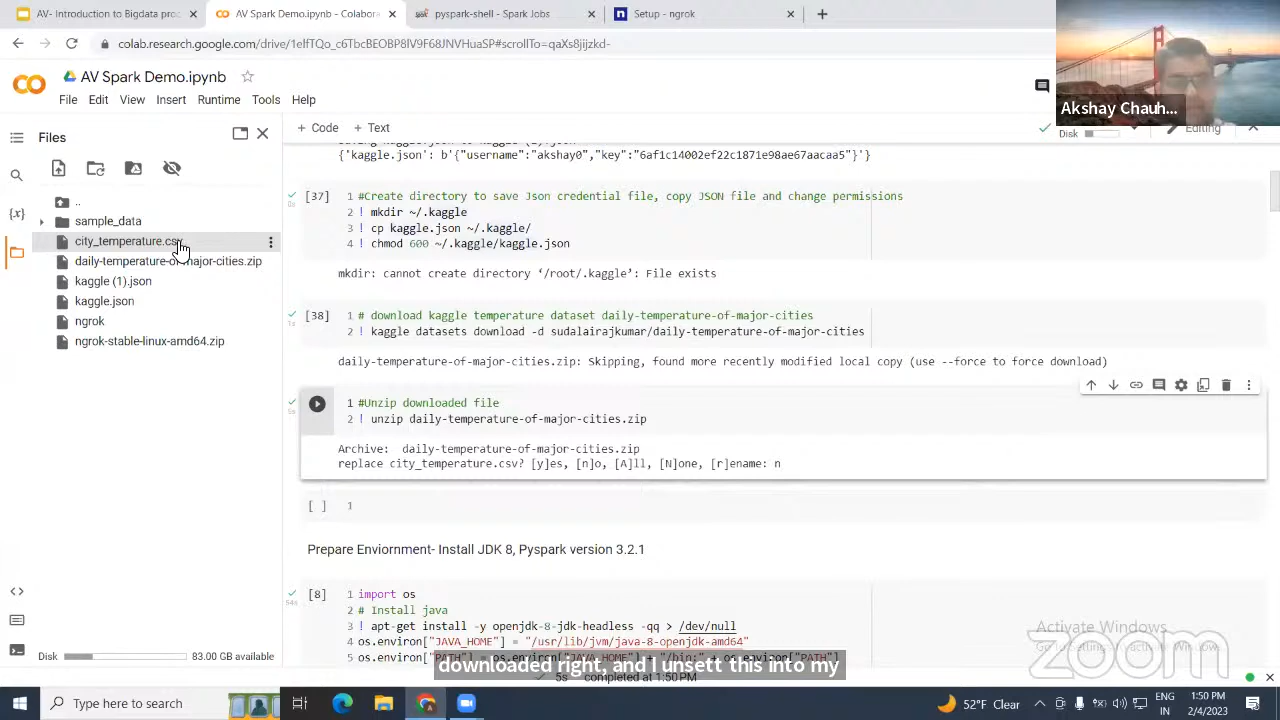 AV- Introduction to Bigdata proc
AV Spark Demo.ipynb - Colabora
pyspark-shell - Spark Jobs
Setup - ngrok
colab.research.google.com/drive/
Akshay Chauh...
AV Spark Demo.ipynb
File Edit View Insert Runtime Tools Help
Disk
Editing
Files
+ Code + Text
{'kaggle.json': b'{"username":"akshay0","key":"6af1c14002ef22c1871e98ae67aacaa5"}'}
..
sample_data
city_temperature.csv
daily-temperature-of-major-cities.zip
kaggle (1).json
kaggle.json
ngrok
ngrok-stable-linux-amd64.zip
[37] 1 #Create directory to save Json credential file, copy JSON file and change permissions
0s 2 ! mkdir ~/.kaggle
3 ! cp kaggle.json ~/.kaggle/
4 ! chmod 600 ~/.kaggle/kaggle.json
mkdir: cannot create directory ‘/root/.kaggle’: File exists
[38] 1 # download kaggle temperature dataset daily-temperature-of-major-cities
1s 2 ! kaggle datasets download -d sudalairajkumar/daily-temperature-of-major-cities
daily-temperature-of-major-cities.zip: Skipping, found more recently modified local copy (use --force to force download)
1 #Unzip downloaded file
5s 2 ! unzip daily-temperature-of-major-cities.zip
Archive: daily-temperature-of-major-cities.zip
replace city_temperature.csv? [y]es, [n]o, [A]ll, [N]one, [r]ename: n
[ ] 1
Prepare Enviornment- Install JDK 8, Pyspark version 3.2.1
[8] 1 import os
54s 2 # Install java
3 ! apt-get install -y openjdk-8-jdk-headless -qq > /dev/null
4 os.environ["JAVA_HOME"] = "/usr/lib/jvm/java-8-openjdk-amd64"
5 os.environ["PATH"] = os.environ["JAVA_HOME"] + "/bin:" + os.environ["PATH"]
Activate Windows
Go to Settings to activate Windows.
zoom
Disk 83.00 GB available
downloaded right, and I unsett this into my
5s completed at 1:50 PM
Type here to search
52°F Clear
ENG
IN
1:50 PM
2/4/2023